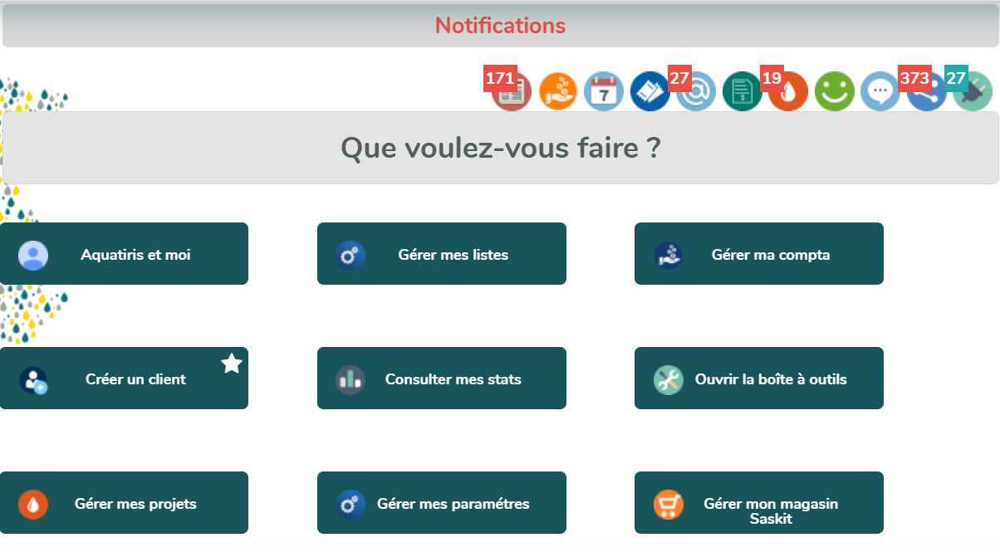 Notifications
171
7
27
19
373
27
Que voulez-vous faire ?
Aquatiris et moi
Gérer mes listes
Gérer ma compta
Créer un client
Consulter mes stats
Ouvrir la boîte à outils
Gérer mes projets
Gérer mes paramétres
Gérer mon magasin
Saskit